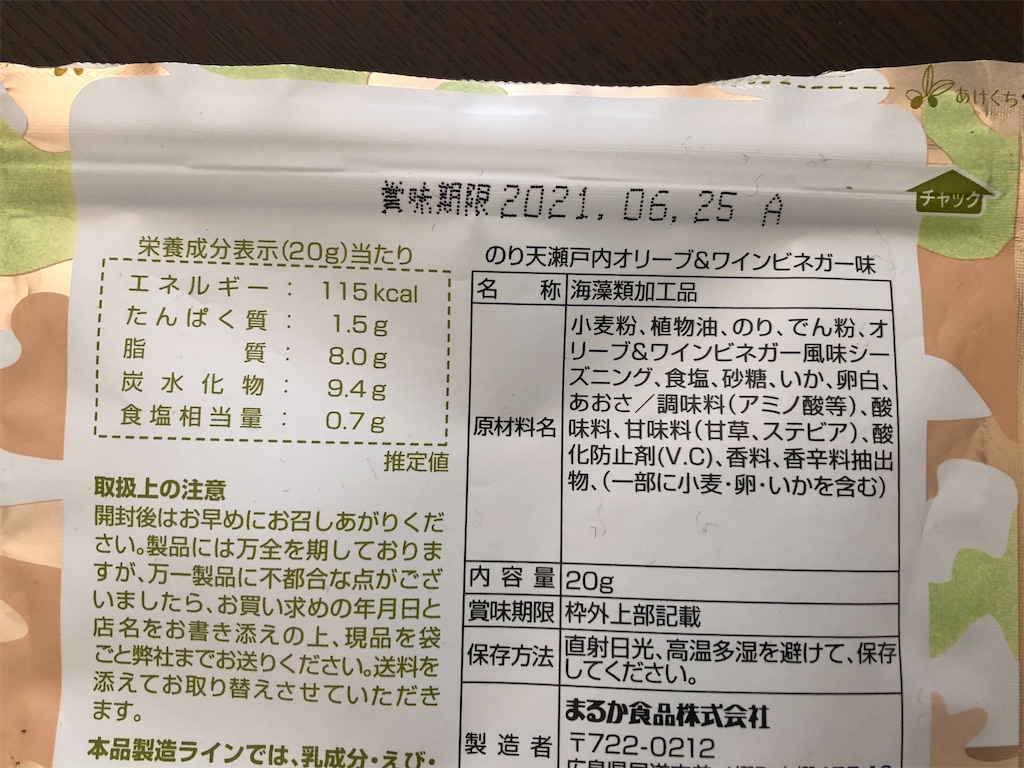 あけくち
チャック
賞味期限 2021. 06. 25 A
栄養成分表示(20g)当たり
エネルギー : 115kcal
たんぱく質 : 1.5g
脂質 : 8.0g
炭水化物 : 9.4g
食塩相当量 : 0.7g
推定値
取扱上の注意
開封後はお早めにお召しあがりくだ
さい。製品には万全を期しておりま
すが、万一製品に不都合な点がござ
いましたら、お買い求めの年月日と
店名をお書き添えの上、現品を袋
ごと弊社までお送りください。送料を
添えてお取り替えさせていただき
ます。
本品製造ラインでは、乳成分・えび・
のり天瀬戸内オリーブ&ワインビネガー味
名称 海藻類加工品
原材料名
小麦粉、植物油、のり、でん粉、オ
リーブ&ワインビネガー風味シー
ズニング、食塩、砂糖、いか、卵白、
あおさ/調味料(アミノ酸等)、酸
味料、甘味料(甘草、ステビア)、酸
化防止剤(V.C)、香料、香辛料抽出
物、(一部に小麦・卵・いかを含む)
内容量 20g
賞味期限 枠外上部記載
保存方法 直射日光、高温多湿を避けて、保存
してください。
製造者
まるか食品株式会社
〒722-0212